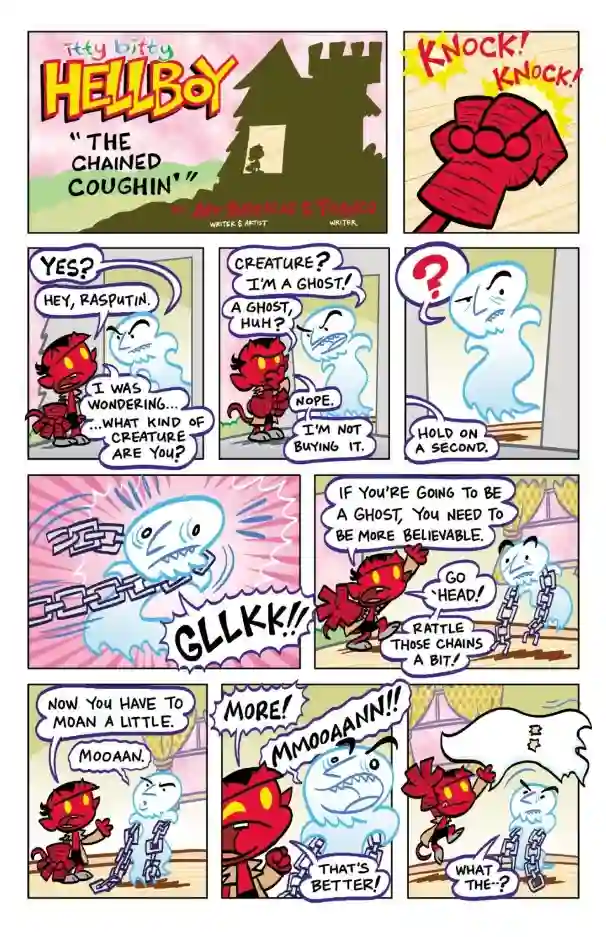 itty bitty
HELLBOY
"THE
CHAINED
COUGHIN'"
WRITER & ARTIST
WRITER
KNOCK!
KNOCK!
YES?
HEY, RASPUTIN.
I WAS
WONDERING...
...WHAT KIND OF
CREATURE
ARE YOU?
CREATURE?
I'M A GHOST!
A GHOST,
HUH?
NOPE.
I'M NOT
BUYING IT.
?
HOLD ON
A SECOND.
GLLKK!!
IF YOU'RE GOING TO BE
A GHOST, YOU NEED TO
BE MORE BELIEVABLE.
GO
'HEAD!
RATTLE
THOSE CHAINS
A BIT!
NOW YOU HAVE TO
MOAN A LITTLE.
MOOAAN.
MORE!
MMOOAANN!!
THAT'S
BETTER!
WHAT
THE--?